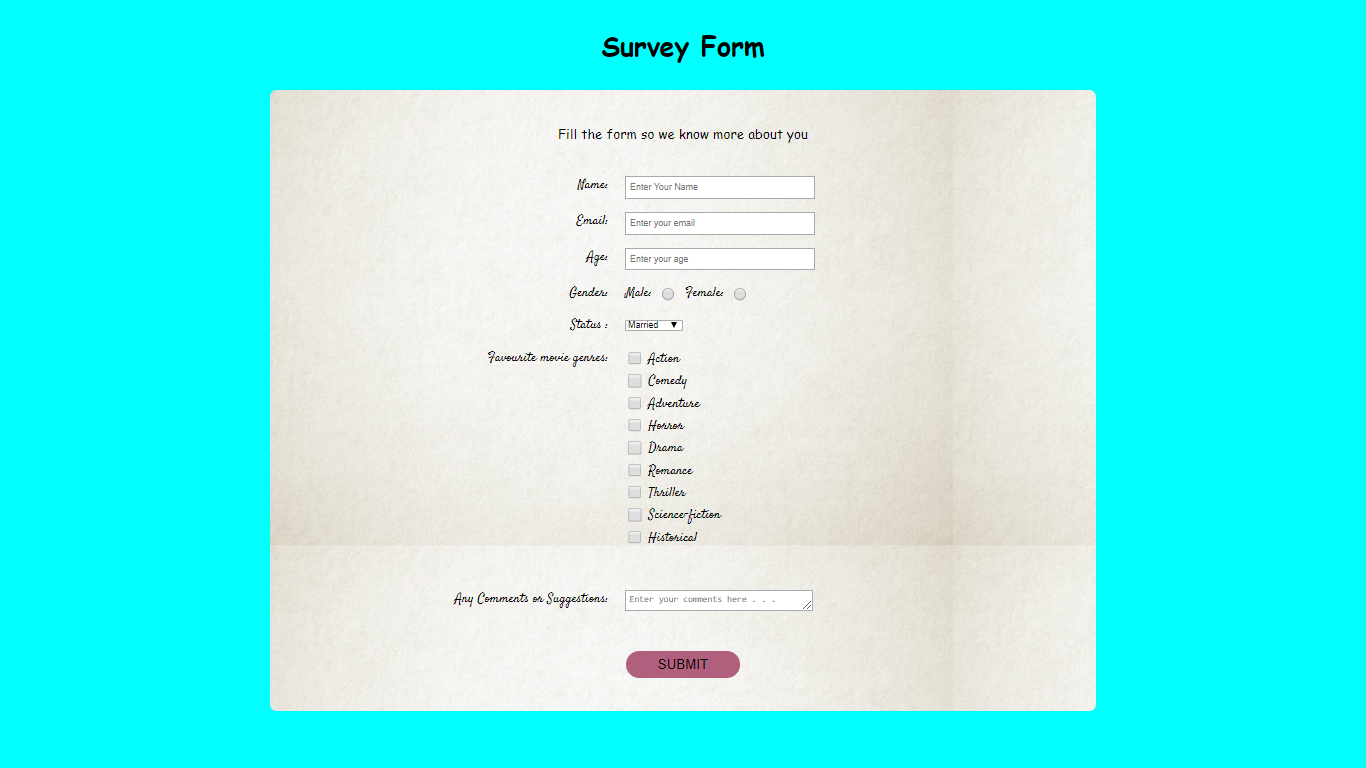 Survey Form
Fill the form so we know more about you
Name: Enter Your Name
Email: Enter your email
Age: Enter your age
Gender: Male: Female:
Status : Married
Favourite movie genres: Action
Comedy
Adventure
Horror
Drama
Romance
Thriller
Science-fiction
Historical
Any Comments or Suggestions: Enter your comments here . . .
SUBMIT